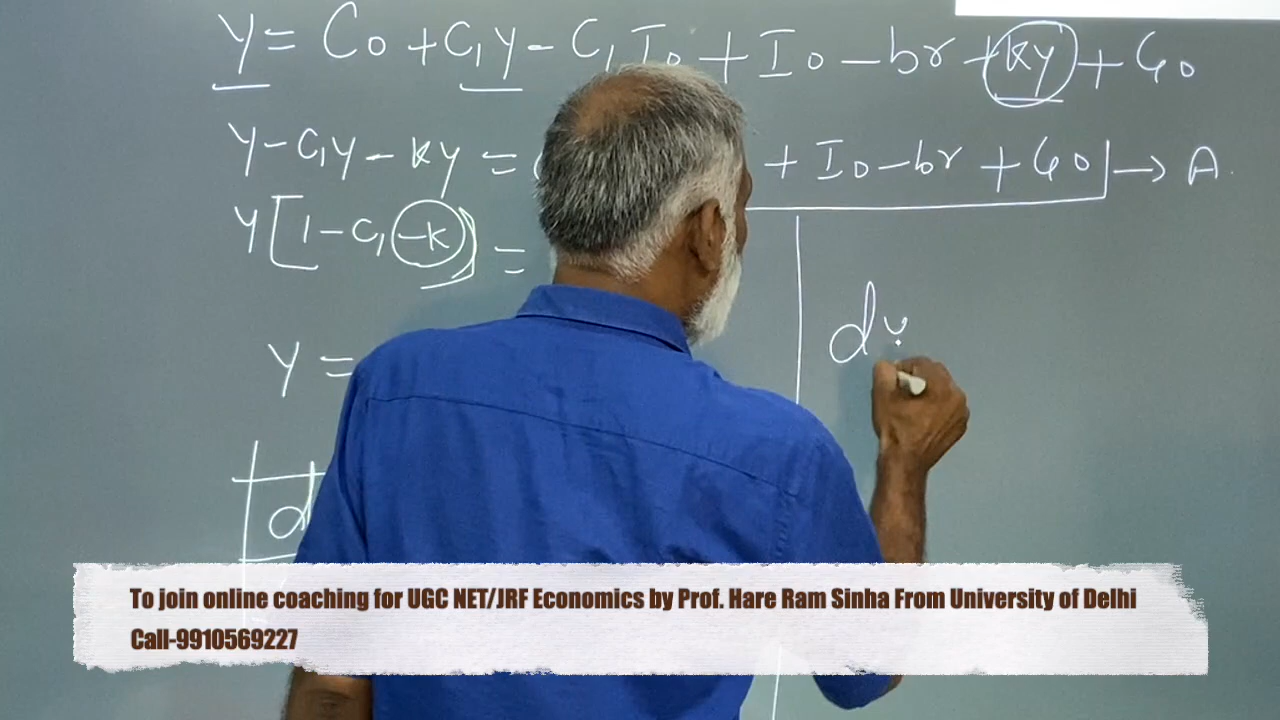 Y = C0 + C1Y - C1T0 + I0 - br + KY + G0
Y - C1Y - KY = + I0 - br + G0 → A
Y [1 - C1 - K] =
dY
Y =
d
To join online coaching for UGC NET/JRF Economics by Prof. Hare Ram Sinha From University of Delhi
Call-9910569227